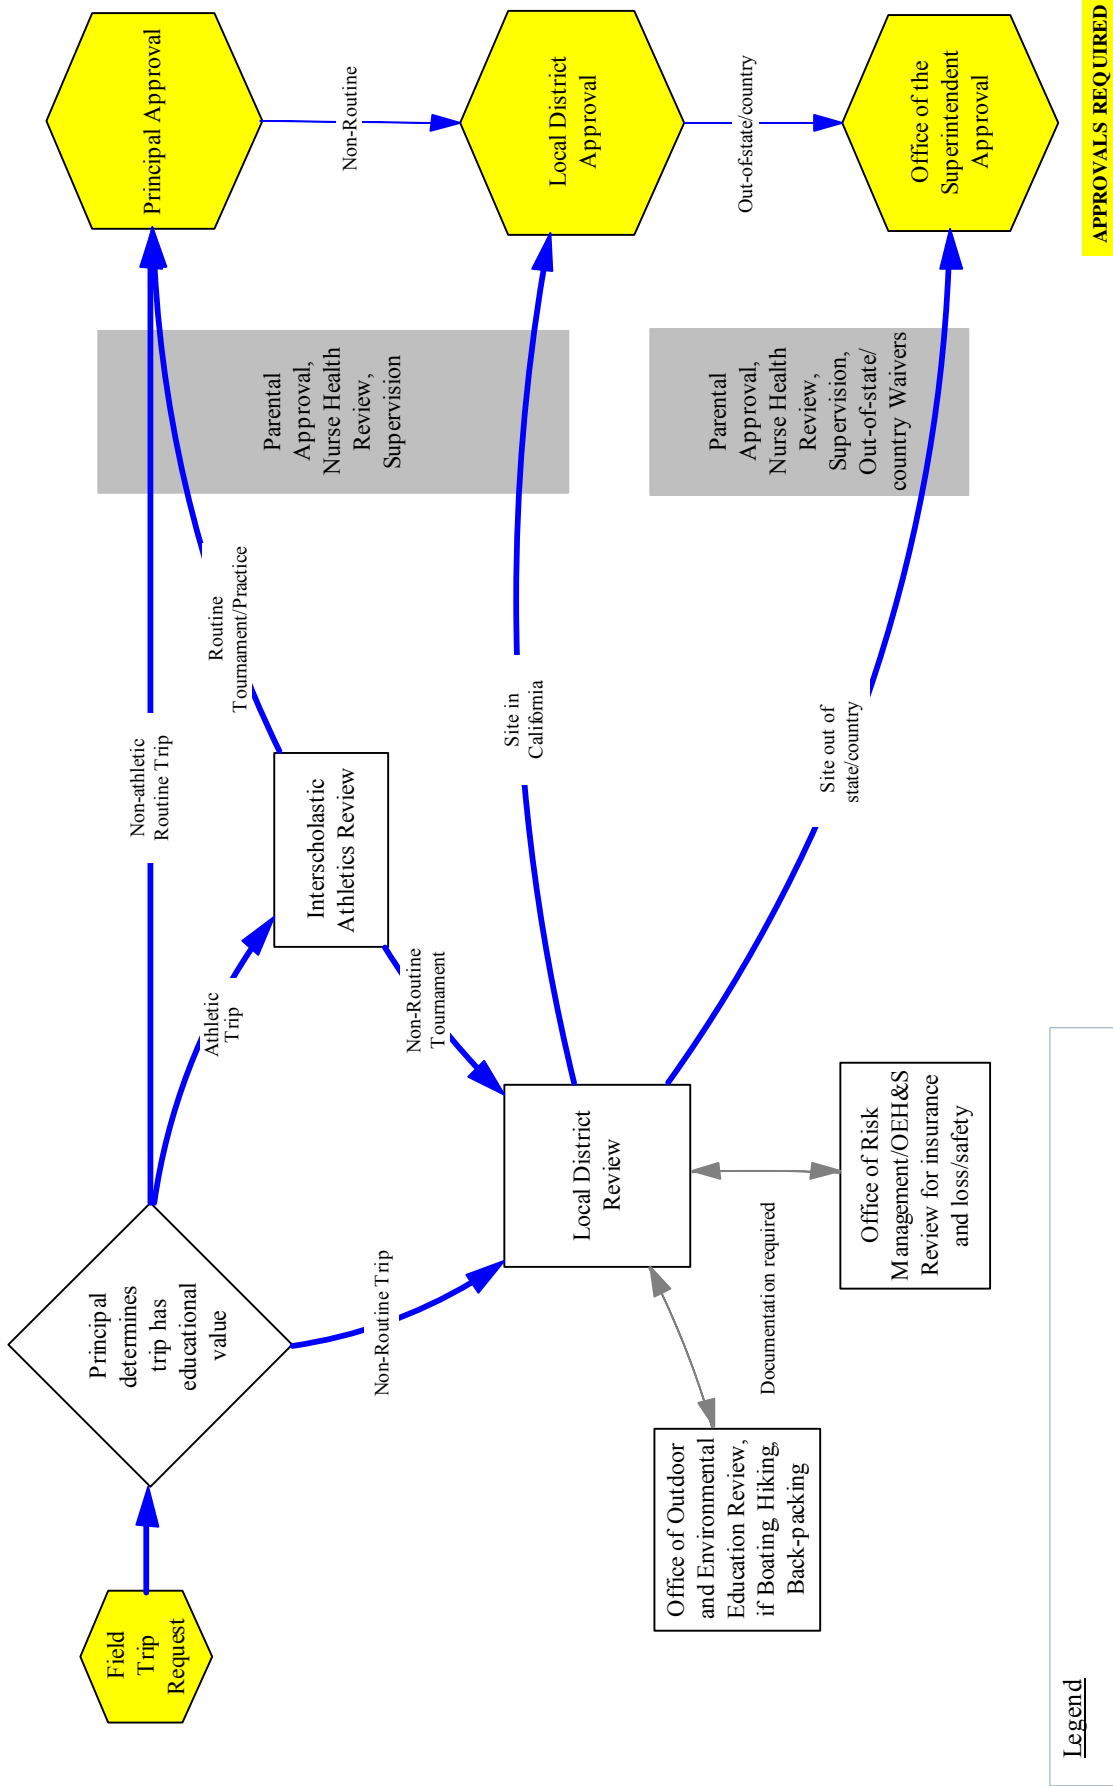 Field
Trip
Request
Principal
determines
trip has
educational
value
Non-athletic
Routine Trip
Athletic
Trip
Non-Routine Trip
Interscholastic
Athletics Review
Routine
Tournament/Practice
Non-Routine
Tournament
Local District
Review
Office of Outdoor
and Environmental
Education Review,
if Boating, Hiking,
Back-packing
Documentation required
Office of Risk
Management/OEH&S
Review for insurance
and loss/safety
Site in
California
Site out of
state/country
Parental
Approval,
Nurse Health
Review,
Supervision
Parental
Approval,
Nurse Health
Review,
Supervision,
Out-of-state/
country Waivers
Principal Approval
Non-Routine
Local District
Approval
Out-of-state/country
Office of the
Superintendent
Approval
Legend
APPROVALS REQUIRED